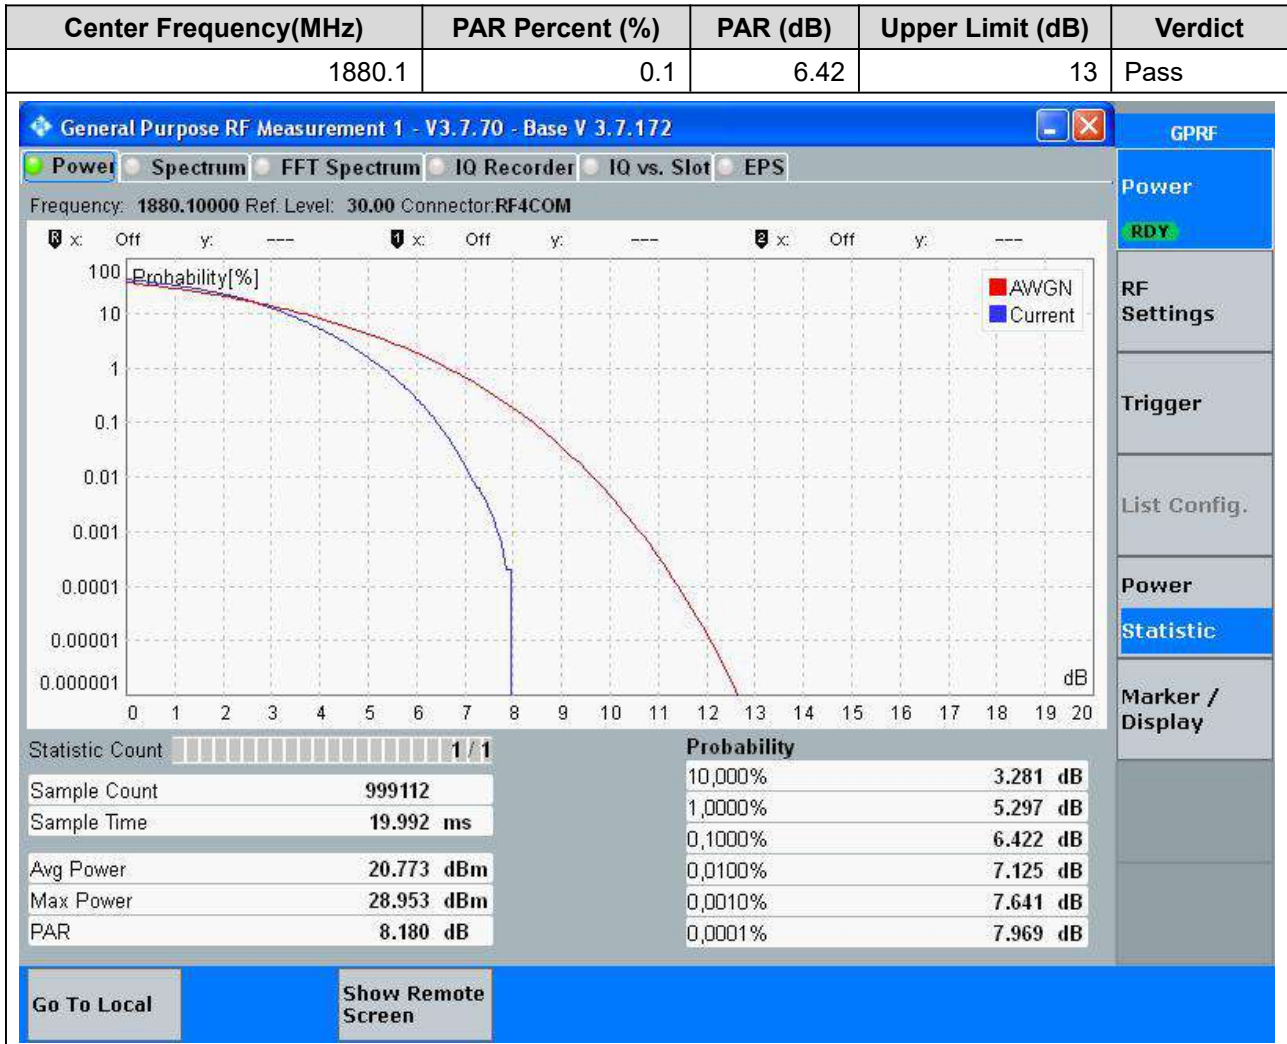 Center Frequency(MHz) PAR Percent (%) PAR (dB) Upper Limit (dB) Verdict
1880.1 0.1 6.42 13 Pass
General Purpose RF Measurement 1 - V3.7.70 - Base V 3.7.172
GPRF
Power Spectrum FFT Spectrum IQ Recorder IQ vs. Slot EPS
Power
RDY
Frequency: 1880.10000 Ref. Level: 30.00 Connector:RF4COM
R x: Off y: --- 1 x: Off y: --- 2 x: Off y: ---
Probability[%]
AWGN
Current
100
10
1
0.1
0.01
0.001
0.0001
0.00001
0.000001
dB
0 1 2 3 4 5 6 7 8 9 10 11 12 13 14 15 16 17 18 19 20
RF
Settings
Trigger
List Config.
Power
Statistic
Marker /
Display
Statistic Count 1 / 1
Sample Count 999112
Sample Time 19.992 ms
Avg Power 20.773 dBm
Max Power 28.953 dBm
PAR 8.180 dB
Probability
10,000% 3.281 dB
1,0000% 5.297 dB
0,1000% 6.422 dB
0,0100% 7.125 dB
0,0010% 7.641 dB
0,0001% 7.969 dB
Go To Local
Show Remote
Screen